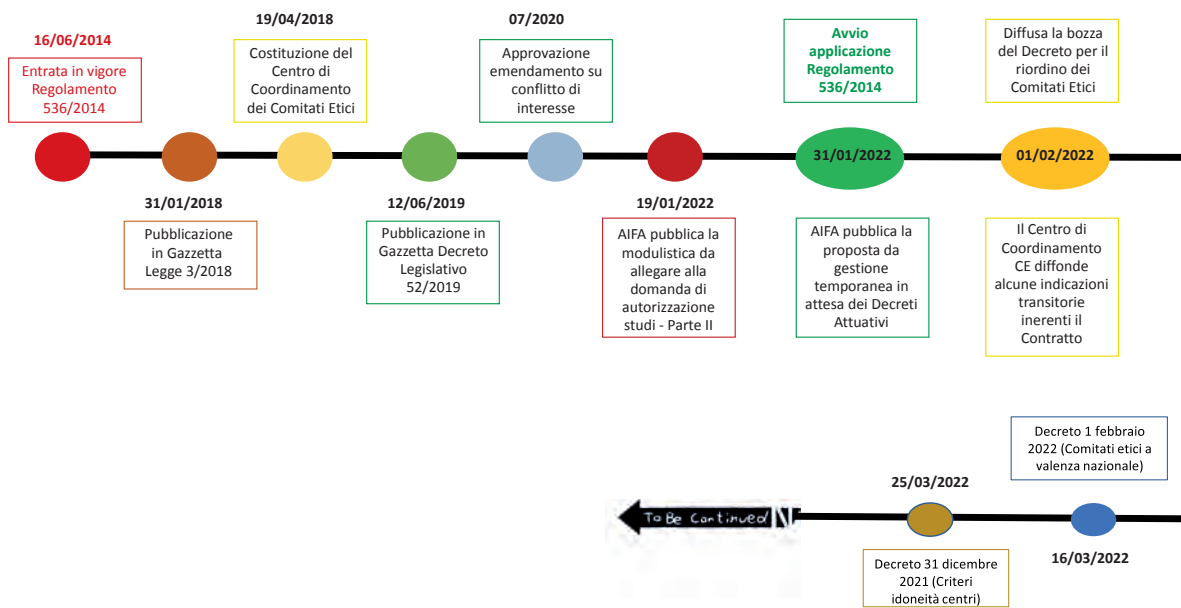 16/06/2014
Entrata in vigore
Regolamento
536/2014
31/01/2018
Pubblicazione
in Gazzetta
Legge 3/2018
19/04/2018
Costituzione del
Centro di
Coordinamento
dei Comitati Etici
12/06/2019
Pubblicazione in
Gazzetta Decreto
Legislativo
52/2019
07/2020
Approvazione
emendamento su
conflitto di
interesse
19/01/2022
AIFA pubblica la
modulistica da
allegare alla
domanda di
autorizzazione
studi - Parte II
Avvio
applicazione
Regolamento
536/2014
31/01/2022
AIFA pubblica la
proposta da
gestione
temporanea in
attesa dei Decreti
Attuativi
Diffusa la bozza
del Decreto per il
riordino dei
Comitati Etici
01/02/2022
Il Centro di
Coordinamento
CE diffonde
alcune indicazioni
transitorie
inerenti il
Contratto
Decreto 1 febbraio
2022 (Comitati etici a
valenza nazionale)
16/03/2022
25/03/2022
Decreto 31 dicembre
2021 (Criteri
idoneità centri)
To Be Continued